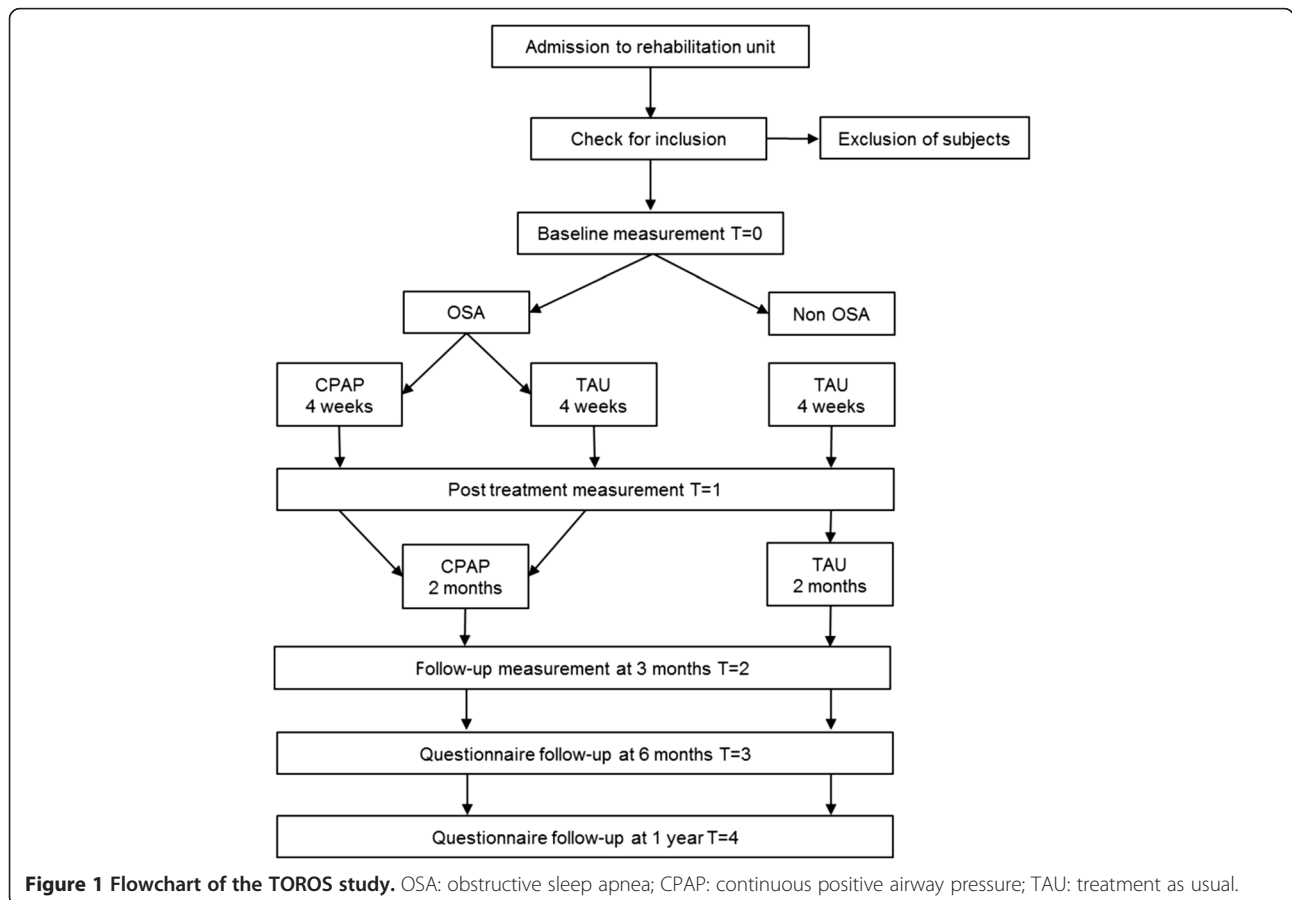 Admission to rehabilitation unit
Check for inclusion
Exclusion of subjects
Baseline measurement T=0
OSA
Non OSA
CPAP
4 weeks
TAU
4 weeks
TAU
4 weeks
Post treatment measurement T=1
CPAP
2 months
TAU
2 months
Follow-up measurement at 3 months T=2
Questionnaire follow-up at 6 months T=3
Questionnaire follow-up at 1 year T=4
Figure 1 Flowchart of the TOROS study. OSA: obstructive sleep apnea; CPAP: continuous positive airway pressure; TAU: treatment as usual.